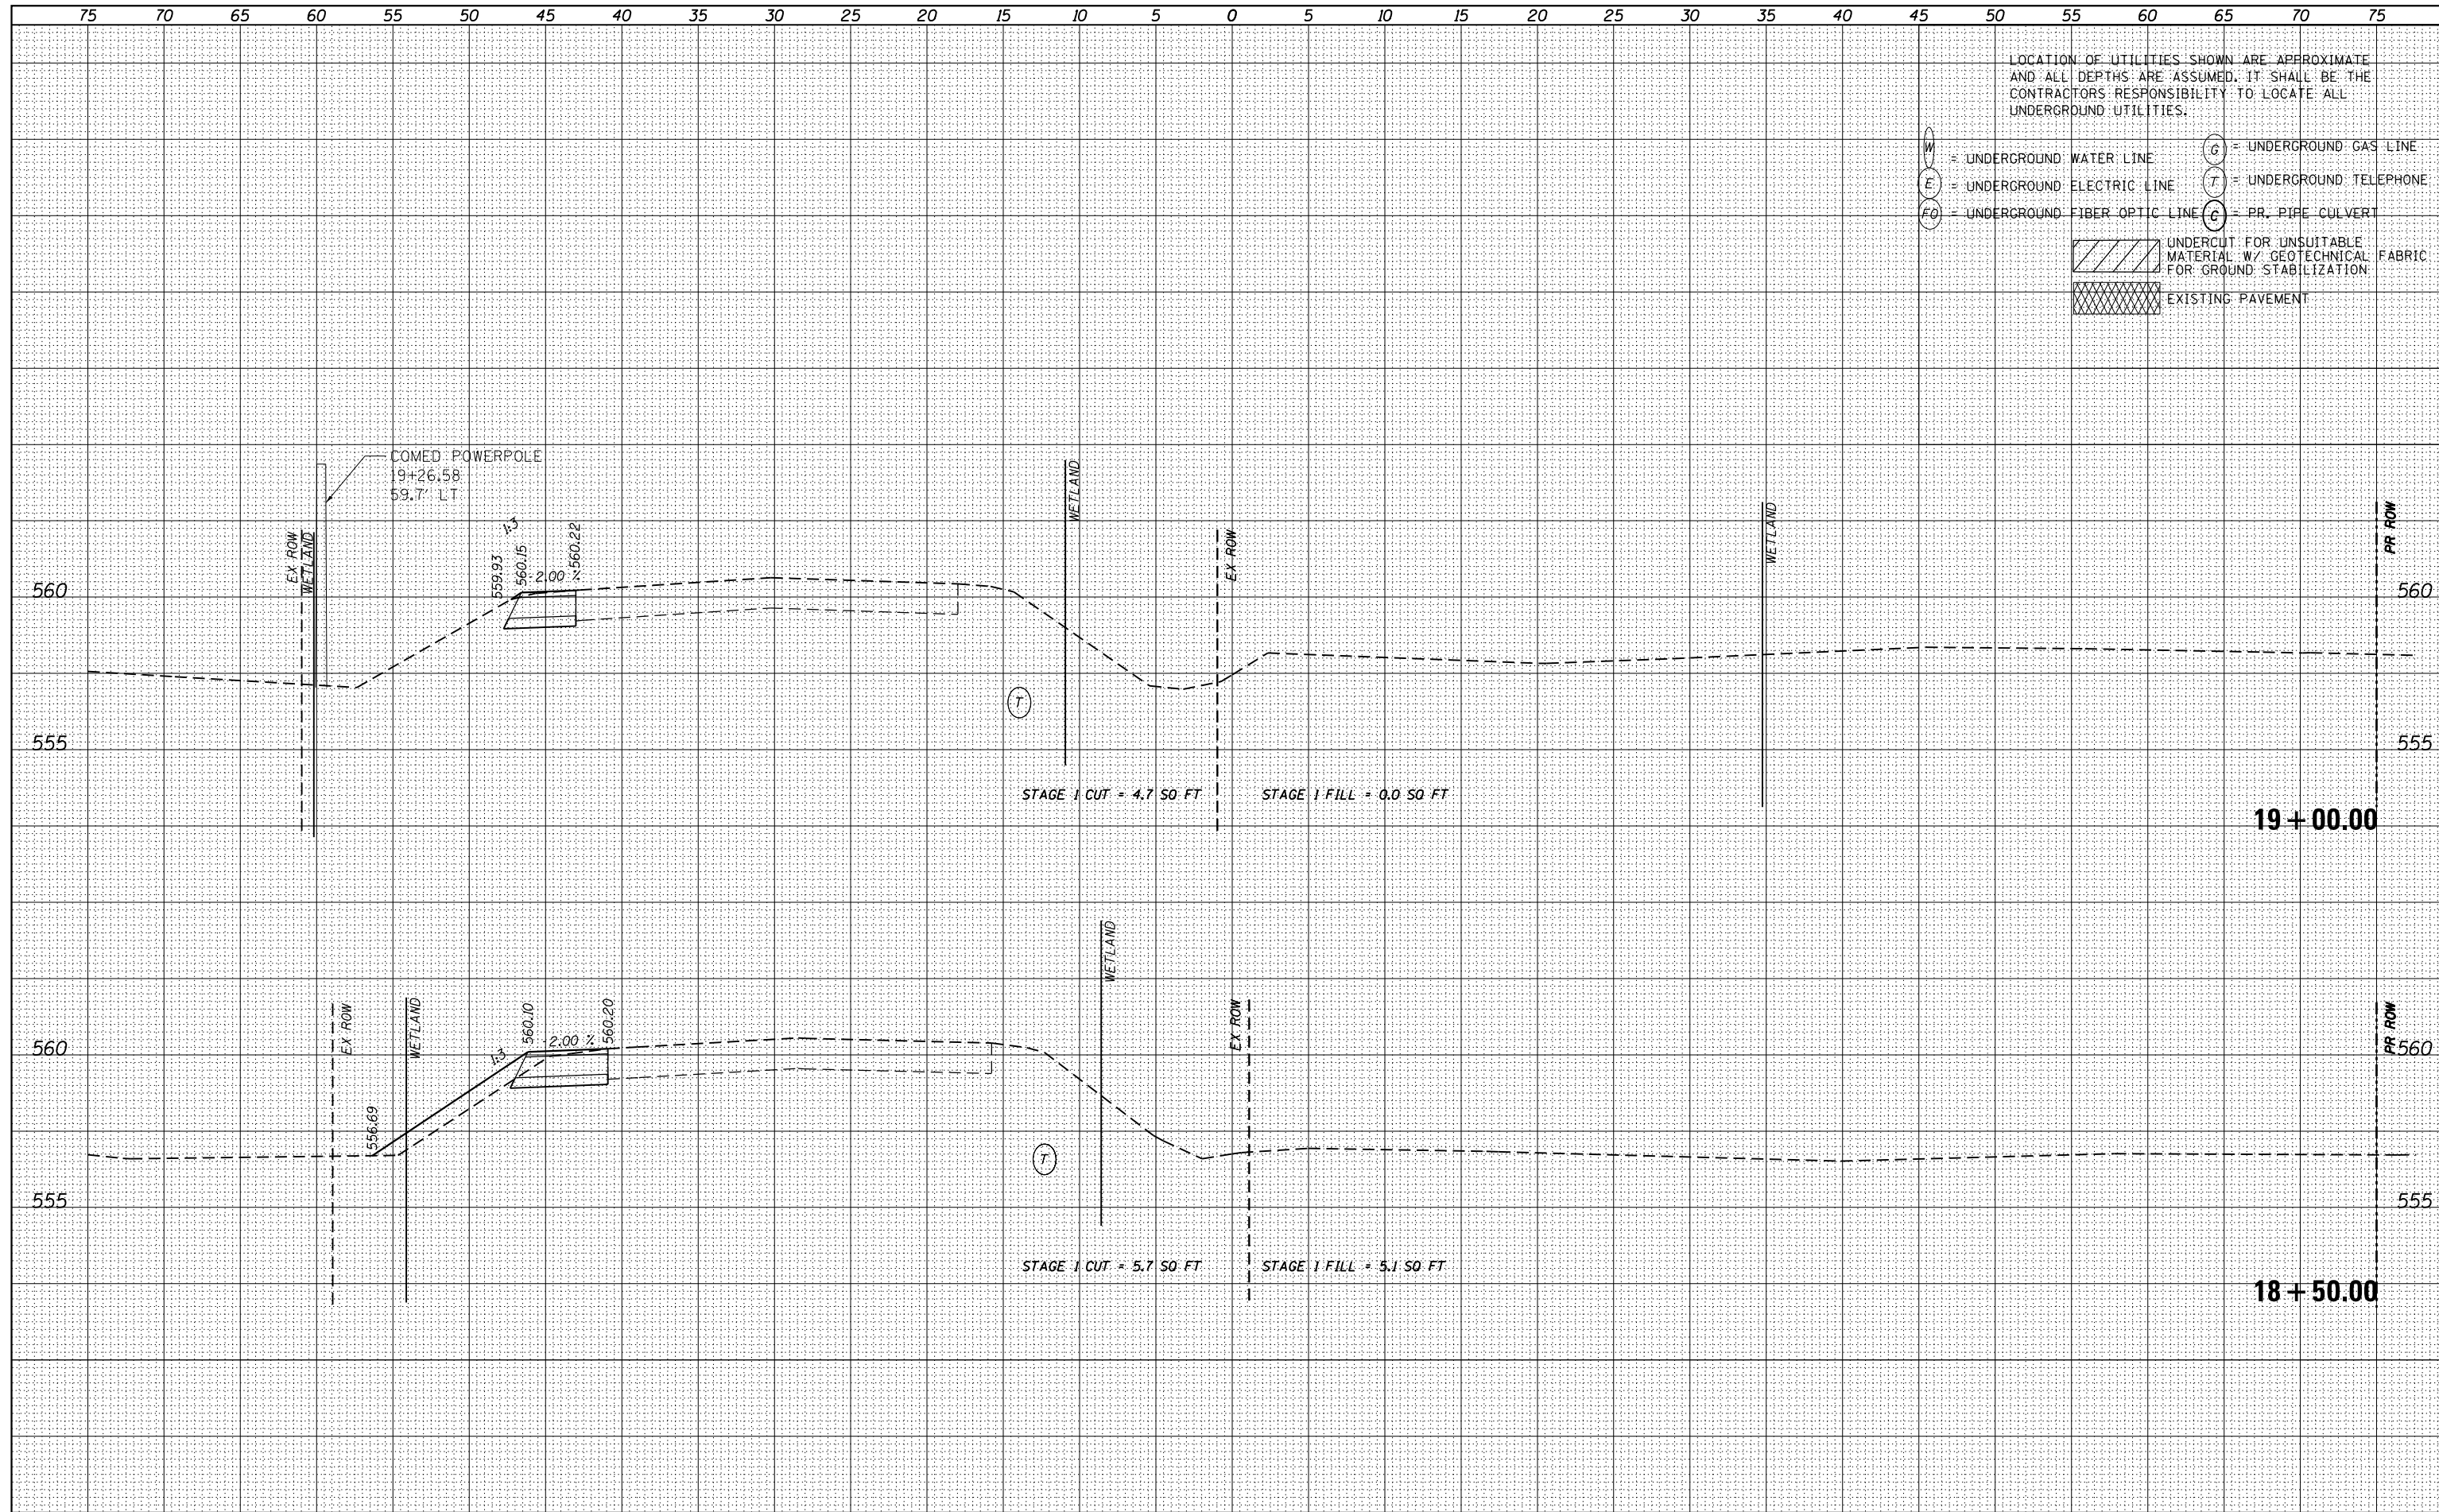 75 70 65 60 55 50 45 40 35 30 25 20 15 10 5 0 5 10 15 20 25 30 35 40 45 50 55 60 65 70 75
LOCATION OF UTILITIES SHOWN ARE APPROXIMATE
AND ALL DEPTHS ARE ASSUMED. IT SHALL BE THE
CONTRACTORS RESPONSIBILITY TO LOCATE ALL
UNDERGROUND UTILITIES.
W = UNDERGROUND WATER LINE
G = UNDERGROUND GAS LINE
E = UNDERGROUND ELECTRIC LINE
T = UNDERGROUND TELEPHONE
FO = UNDERGROUND FIBER OPTIC LINE
C = PR. PIPE CULVERT
UNDERCUT FOR UNSUITABLE
MATERIAL W/ GEOTECHNICAL FABRIC
FOR GROUND STABILIZATION
EXISTING PAVEMENT
COMED POWERPOLE
19+26.58
59.7' LT
EX ROW
WETLAND
559.93
1:3
560.15
-2.00 %
560.22
WETLAND
EX ROW
WETLAND
PR ROW
560
560
T
555
555
STAGE 1 CUT = 4.7 SQ FT
STAGE 1 FILL = 0.0 SQ FT
19+00.00
EX ROW
WETLAND
556.69
1:3
560.10
-2.00 %
560.20
WETLAND
EX ROW
PR ROW
560
560
T
555
555
STAGE 1 CUT = 5.7 SQ FT
STAGE 1 FILL = 5.1 SQ FT
18+50.00